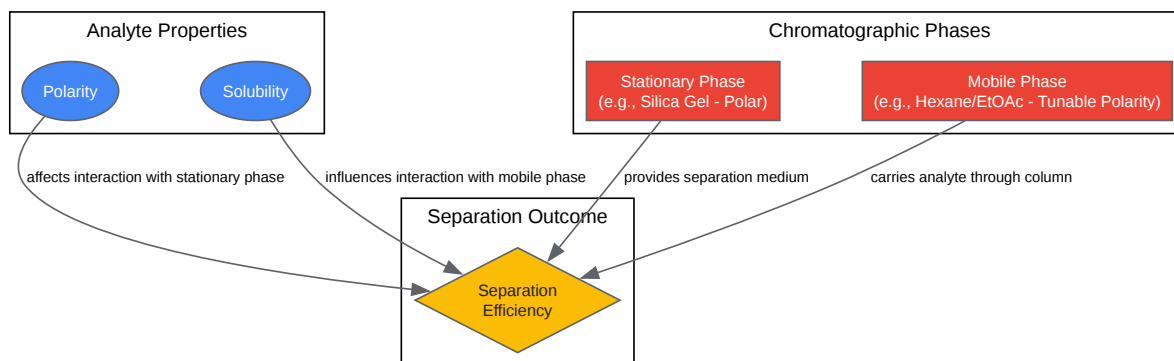 Analyte Properties
Chromatographic Phases
Polarity
Solubility
Stationary Phase
(e.g., Silica Gel - Polar)
Mobile Phase
(e.g., Hexane/EtOAc - Tunable Polarity)
affects interaction with stationary phase
influences interaction with mobile phase
provides separation medium
carries analyte through column
Separation Outcome
Separation
Efficiency